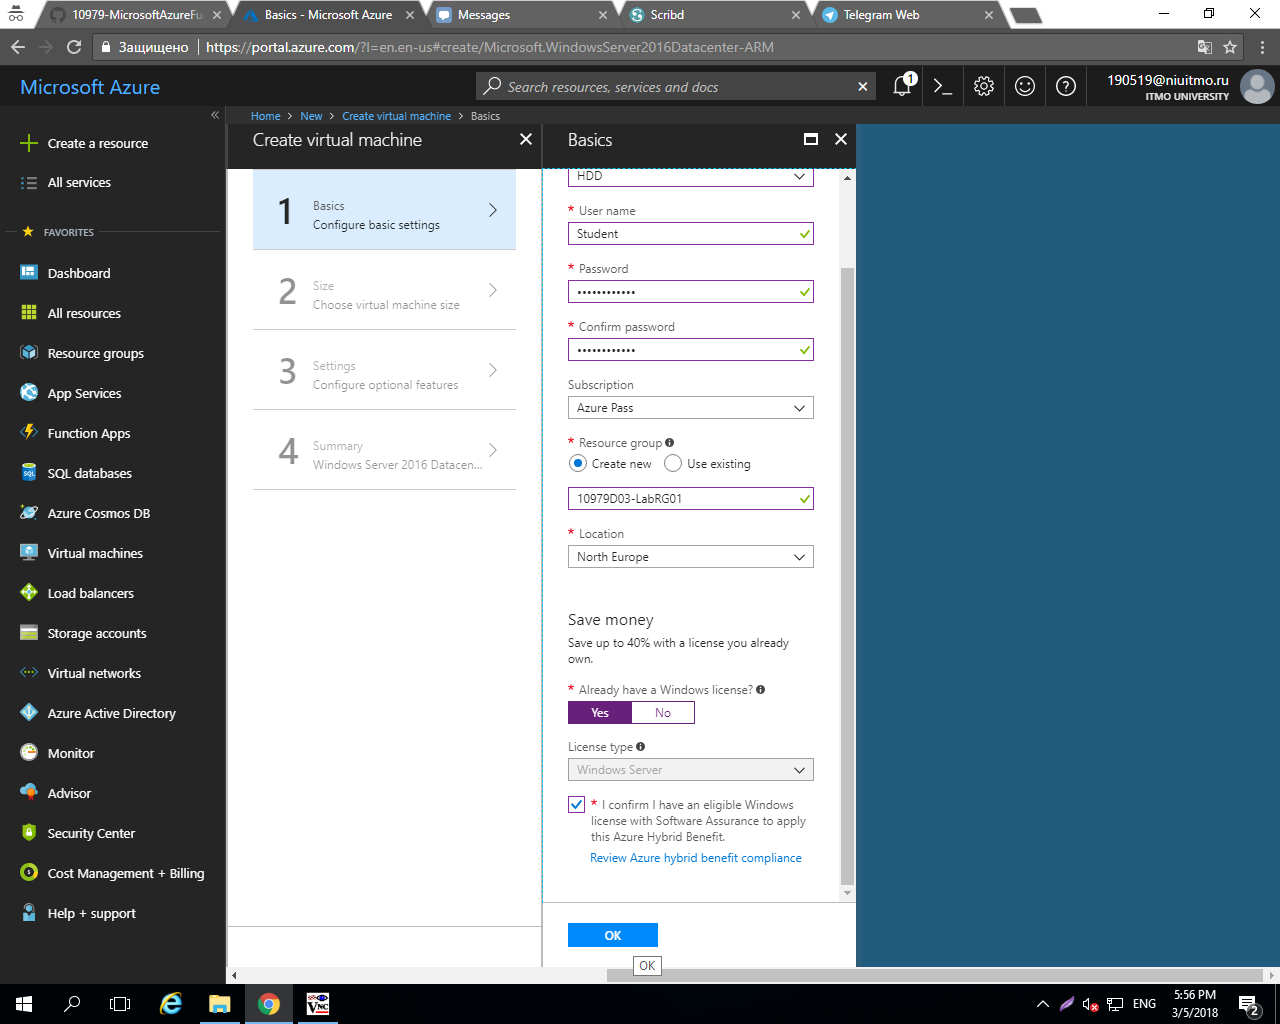 10979-MicrosoftAzureFu
Basics - Microsoft Azure
Messages
Scribd
Telegram Web
Защищено
https://portal.azure.com/?l=en.en-us#create/Microsoft.WindowsServer2016Datacenter-ARM
Microsoft Azure
Search resources, services and docs
1
190519@niuitmo.ru
ITMO UNIVERSITY
Home > New > Create virtual machine > Basics
Create a resource
All services
FAVORITES
Dashboard
All resources
Resource groups
App Services
Function Apps
SQL databases
Azure Cosmos DB
Virtual machines
Load balancers
Storage accounts
Virtual networks
Azure Active Directory
Monitor
Advisor
Security Center
Cost Management + Billing
Help + support
Create virtual machine
1
Basics
Configure basic settings
2
Size
Choose virtual machine size
3
Settings
Configure optional features
4
Summary
Windows Server 2016 Datacen...
Basics
HDD
* User name
Student
* Password
••••••••••••
* Confirm password
••••••••••••
Subscription
Azure Pass
* Resource group
Create new Use existing
10979D03-LabRG01
* Location
North Europe
Save money
Save up to 40% with a license you already
own.
* Already have a Windows license?
Yes No
License type
Windows Server
* I confirm I have an eligible Windows
license with Software Assurance to apply
this Azure Hybrid Benefit.
Review Azure hybrid benefit compliance
OK
OK
VNC
ENG
5:56 PM
3/5/2018
2